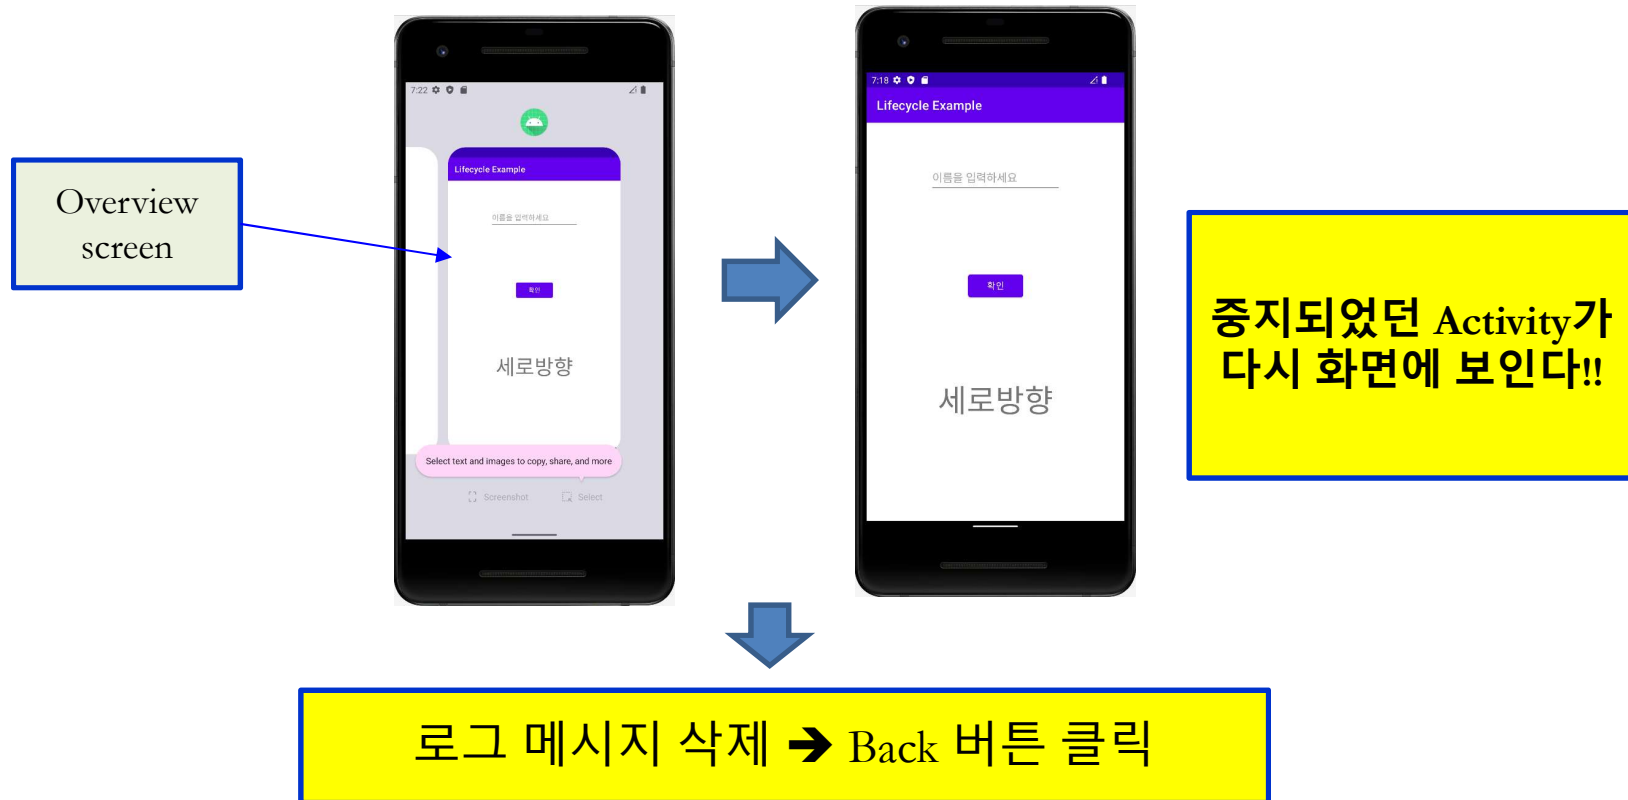 Overview
screen
7:22
Lifecycle Example
이름을 입력하세요
확인
세로방향
Select text and images to copy, share, and more
Screenshot
Select
7:18
Lifecycle Example
이름을 입력하세요
확인
세로방향
중지되었던 Activity가
다시 화면에 보인다!!
로그 메시지 삭제 ➔ Back 버튼 클릭